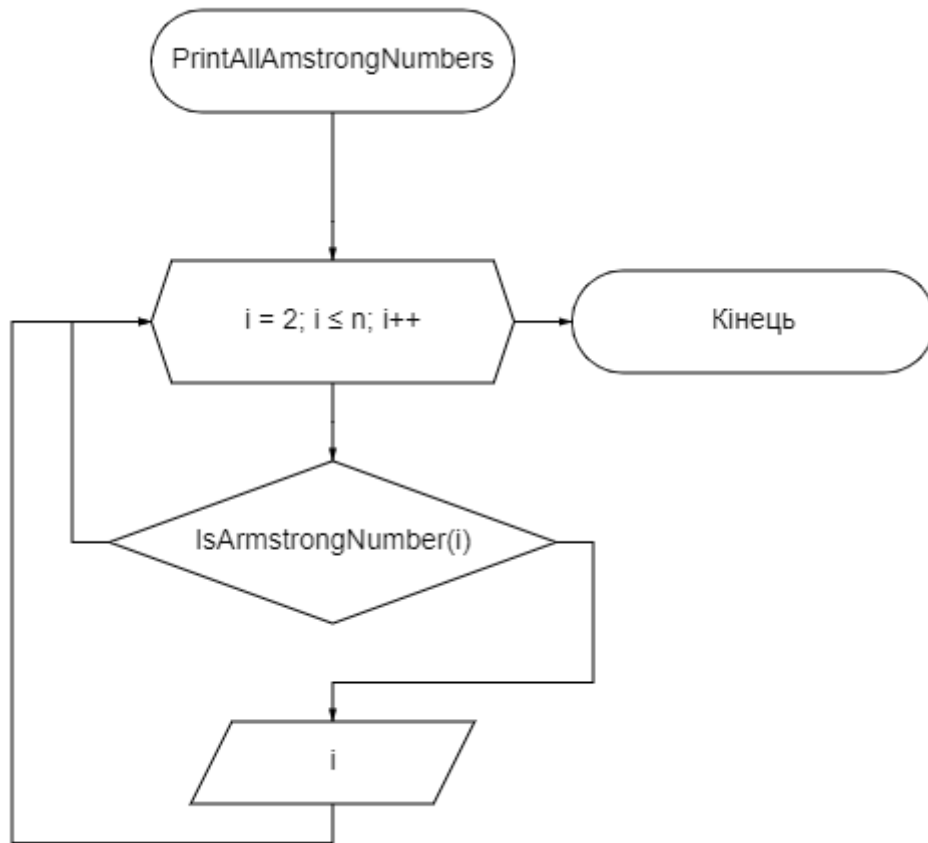 PrintAllAmstrongNumbers
i = 2; i ≤ n; i++
Кінець
IsArmstrongNumber(i)
i